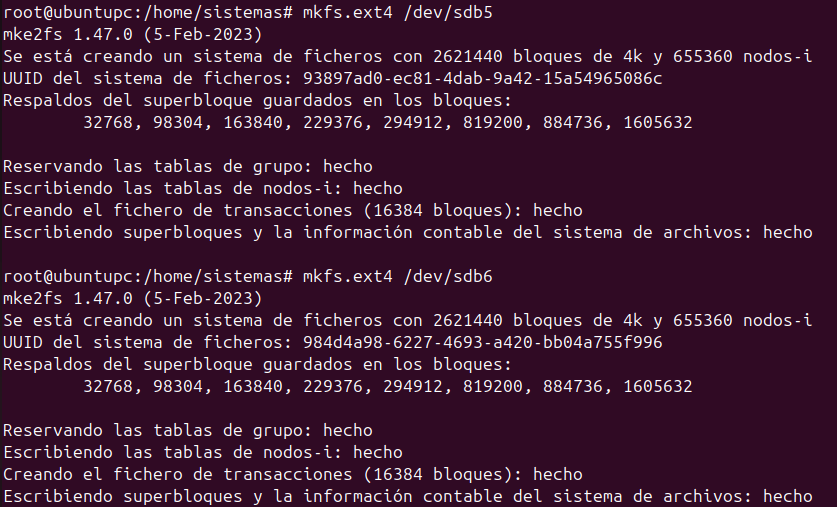 root@ubuntupc:/home/sistemas# mkfs.ext4 /dev/sdb5
mke2fs 1.47.0 (5-Feb-2023)
Se está creando un sistema de ficheros con 2621440 bloques de 4k y 655360 nodos-i
UUID del sistema de ficheros: 93897ad0-ec81-4dab-9a42-15a54965086c
Respaldos del superbloque guardados en los bloques:
        32768, 98304, 163840, 229376, 294912, 819200, 884736, 1605632

Reservando las tablas de grupo: hecho
Escribiendo las tablas de nodos-i: hecho
Creando el fichero de transacciones (16384 bloques): hecho
Escribiendo superbloques y la información contable del sistema de archivos: hecho

root@ubuntupc:/home/sistemas# mkfs.ext4 /dev/sdb6
mke2fs 1.47.0 (5-Feb-2023)
Se está creando un sistema de ficheros con 2621440 bloques de 4k y 655360 nodos-i
UUID del sistema de ficheros: 984d4a98-6227-4693-a420-bb04a755f996
Respaldos del superbloque guardados en los bloques:
        32768, 98304, 163840, 229376, 294912, 819200, 884736, 1605632

Reservando las tablas de grupo: hecho
Escribiendo las tablas de nodos-i: hecho
Creando el fichero de transacciones (16384 bloques): hecho
Escribiendo superbloques y la información contable del sistema de archivos: hecho